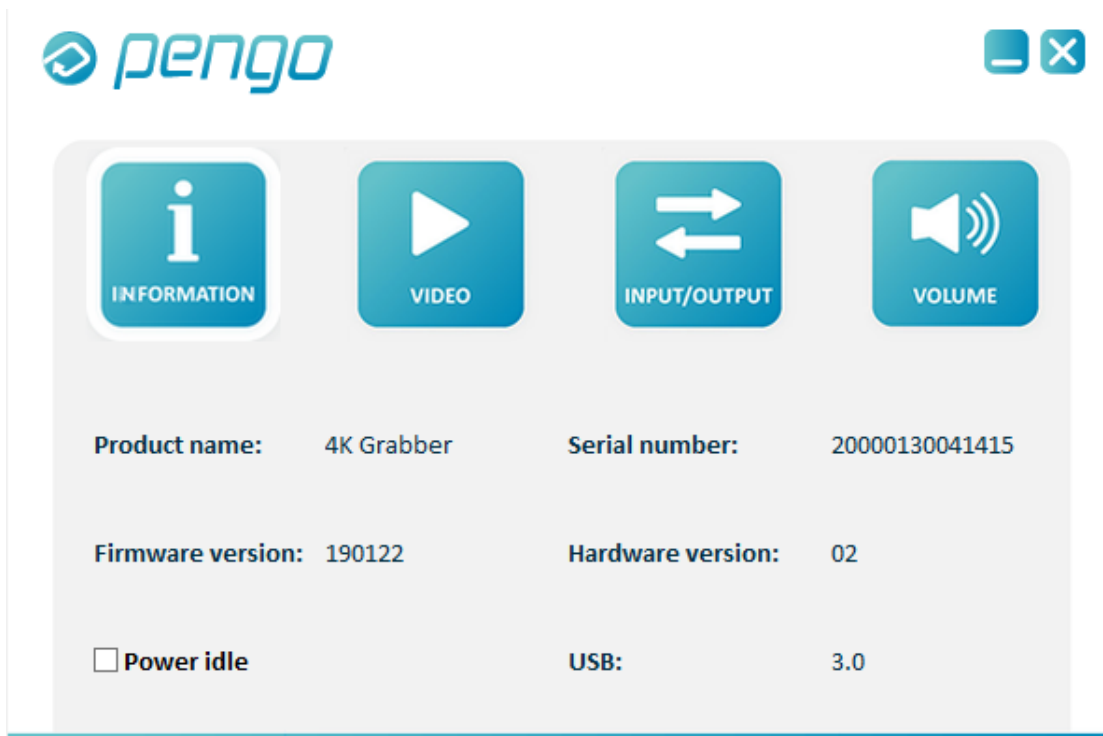 pengo
INFORMATION VIDEO INPUT/OUTPUT VOLUME
Product name: 4K Grabber Serial number: 20000130041415
Firmware version: 190122 Hardware version: 02
Power idle USB: 3.0